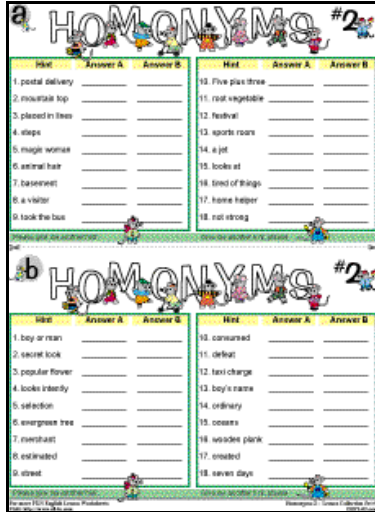 a
HOMONYMS #2
Hint Answer A Answer B
1. postal delivery
2. mountain top
3. placed in lines
4. steps
5. magic woman
6. animal hair
7. basement
8. a visitor
9. took the bus
Hint Answer A Answer B
10. Five plus three
11. root vegetable
12. festival
13. sports room
14. a jet
15. looks at
16. tired of things
17. home helper
18. not strong
b
HOMONYMS #2
Hint Answer A Answer B
1. boy or man
2. secret look
3. popular flower
4. looks intently
5. selection
6. evergreen tree
7. merchant
8. estimated
9. street
Hint Answer A Answer B
10. consumed
11. defeat
12. taxi charge
13. boy's name
14. ordinary
15. oceans
16. wooden plank
17. created
18. seven days